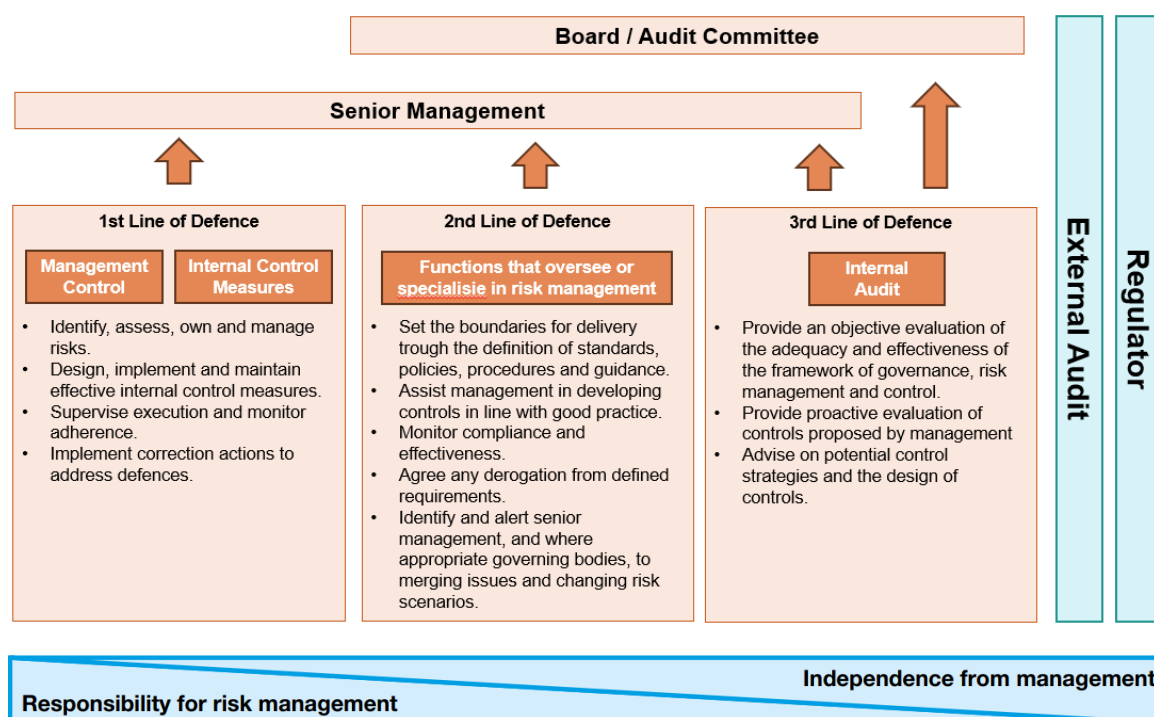 Board / Audit Committee
Senior Management
1st Line of Defence
Management
Control
Internal Control
Measures
• Identify, assess, own and manage
risks.
• Design, implement and maintain
effective internal control measures.
• Supervise execution and monitor
adherence.
• Implement correction actions to
address defences.
2nd Line of Defence
Functions that oversee or
specialisie in risk management
• Set the boundaries for delivery
trough the definition of standards,
policies, procedures and guidance.
• Assist management in developing
controls in line with good practice.
• Monitor compliance and
effectiveness.
• Agree any derogation from defined
requirements.
• Identify and alert senior
management, and where
appropriate governing bodies, to
merging issues and changing risk
scenarios.
3rd Line of Defence
Internal
Audit
• Provide an objective evaluation of
the adequacy and effectiveness of
the framework of governance, risk
management and control.
• Provide proactive evaluation of
controls proposed by management
• Advise on potential control
strategies and the design of
controls.
External Audit
Regulator
Independence from management
Responsibility for risk management